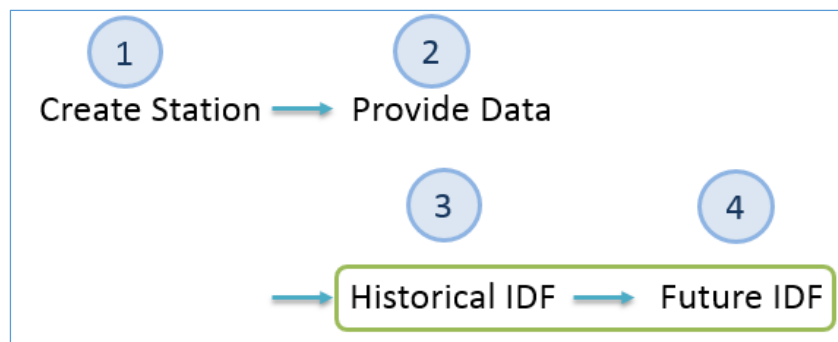 1 2
Create Station Provide Data
3 4
Historical IDF Future IDF